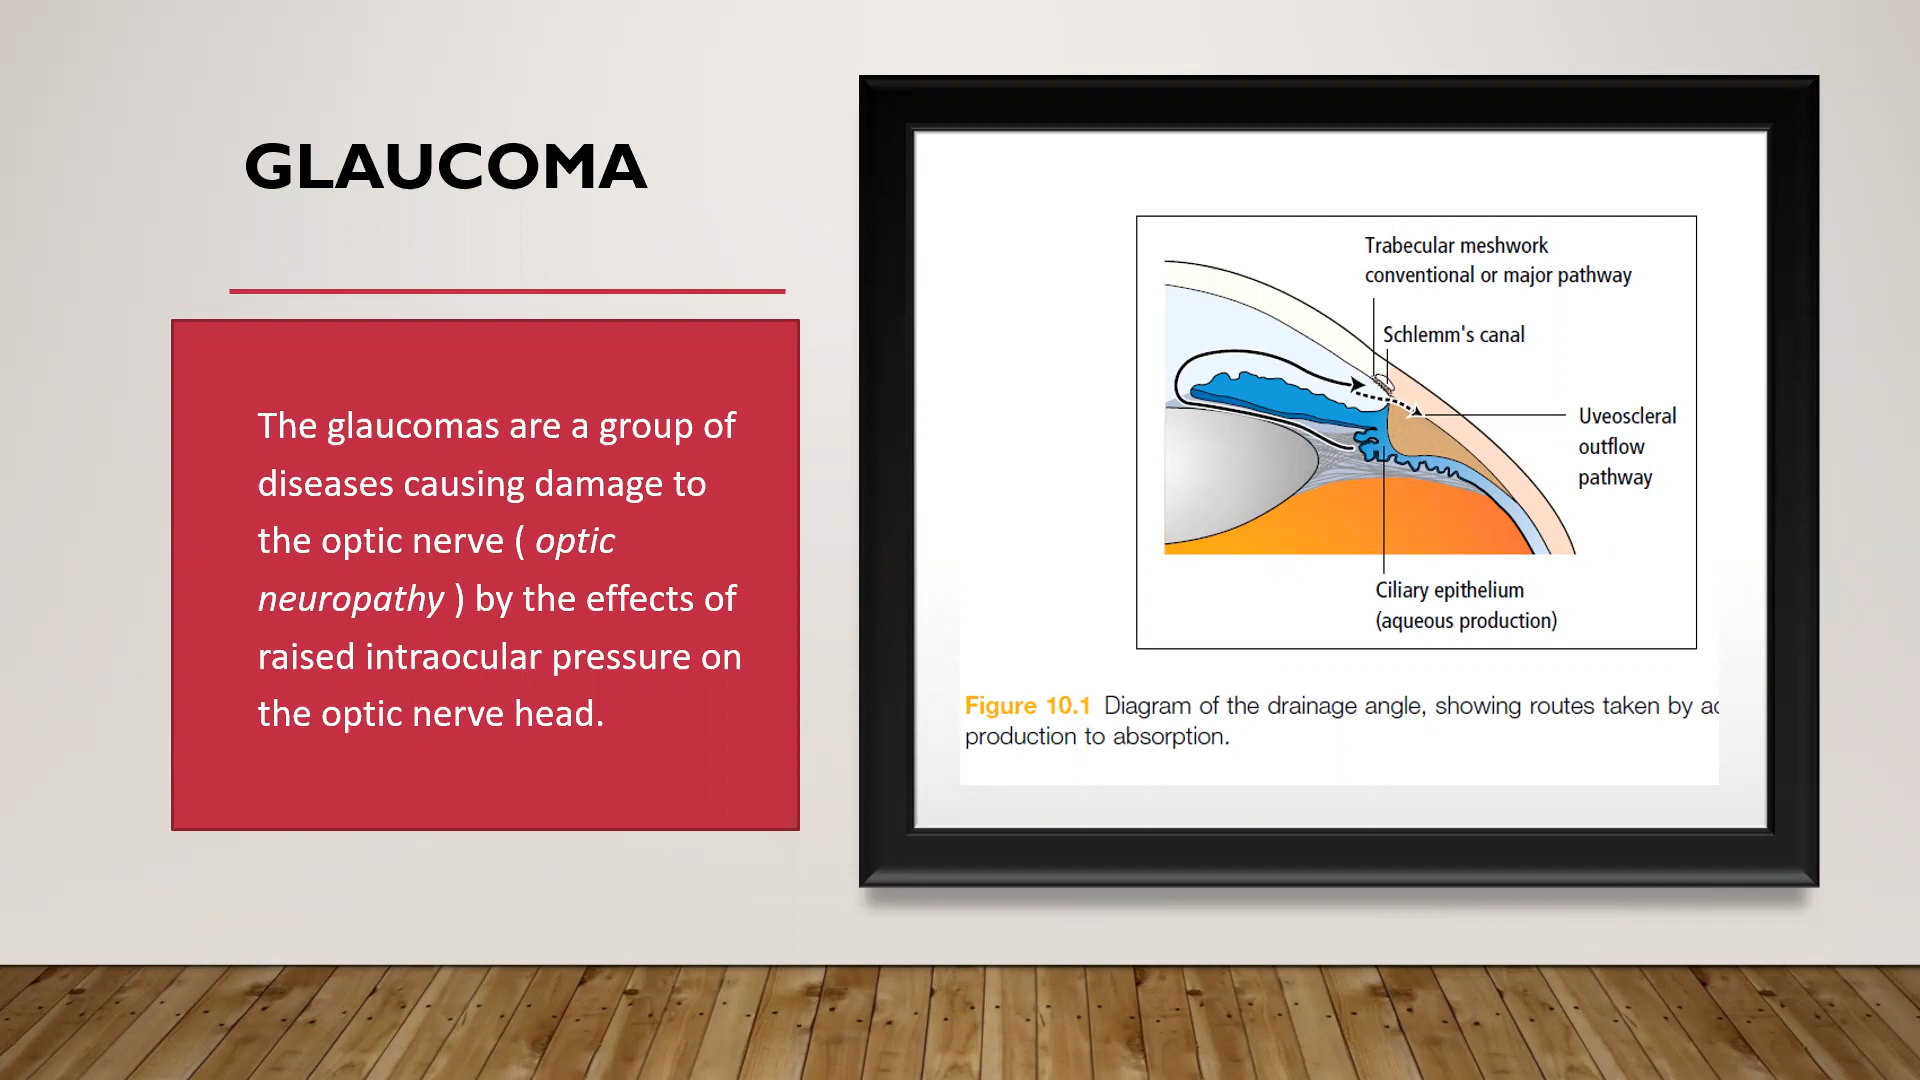 GLAUCOMA
The glaucomas are a group of
diseases causing damage to
the optic nerve ( optic
neuropathy ) by the effects of
raised intraocular pressure on
the optic nerve head.
Trabecular meshwork
conventional or major pathway
Schlemm's canal
Uveoscleral
outflow
pathway
Ciliary epithelium
(aqueous production)
Figure 10.1 Diagram of the drainage angle, showing routes taken by
production to absorption.